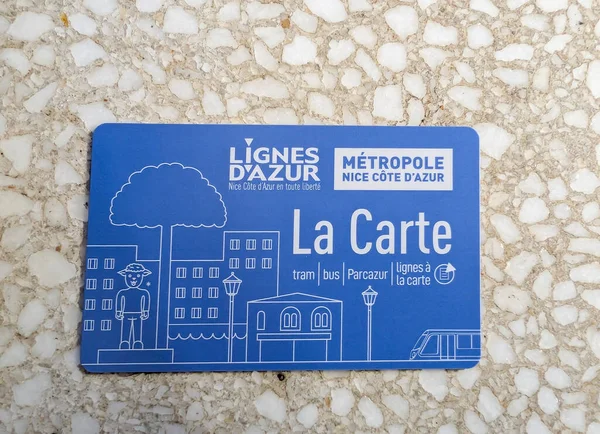 LIGNES
D'AZUR
Nice Côte d'Azur en toute liberté
MÉTROPOLE
NICE CÔTE D'AZUR
La Carte
tram | bus | Parcazur | lignes à
la carte